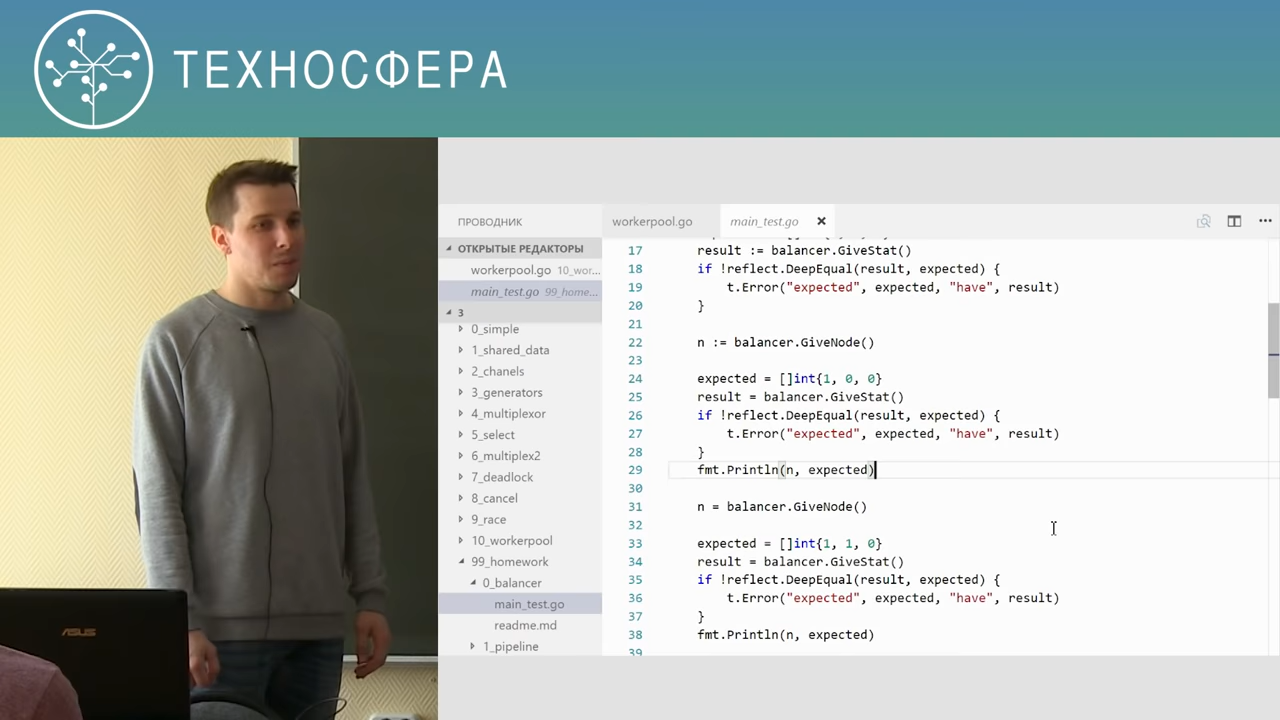 ТЕХНОСФЕРА
ПРОВОДНИК
workerpool.go
main_test.go
ОТКРЫТЫЕ РЕДАКТОРЫ
workerpool.go 10_wor...
main_test.go 99_home...
3
0_simple
1_shared_data
2_chanels
3_generators
4_multiplexor
5_select
6_multiplex2
7_deadlock
8_cancel
9_race
10_workerpool
99_homework
0_balancer
main_test.go
readme.md
1_pipeline
17 result := balancer.GiveStat()
18 if !reflect.DeepEqual(result, expected) {
19 t.Error("expected", expected, "have", result)
20 }
21
22 n := balancer.GiveNode()
23
24 expected = []int{1, 0, 0}
25 result = balancer.GiveStat()
26 if !reflect.DeepEqual(result, expected) {
27 t.Error("expected", expected, "have", result)
28 }
29 fmt.Println(n, expected)
30
31 n = balancer.GiveNode()
32
33 expected = []int{1, 1, 0}
34 result = balancer.GiveStat()
35 if !reflect.DeepEqual(result, expected) {
36 t.Error("expected", expected, "have", result)
37 }
38 fmt.Println(n, expected)
39
ASUS